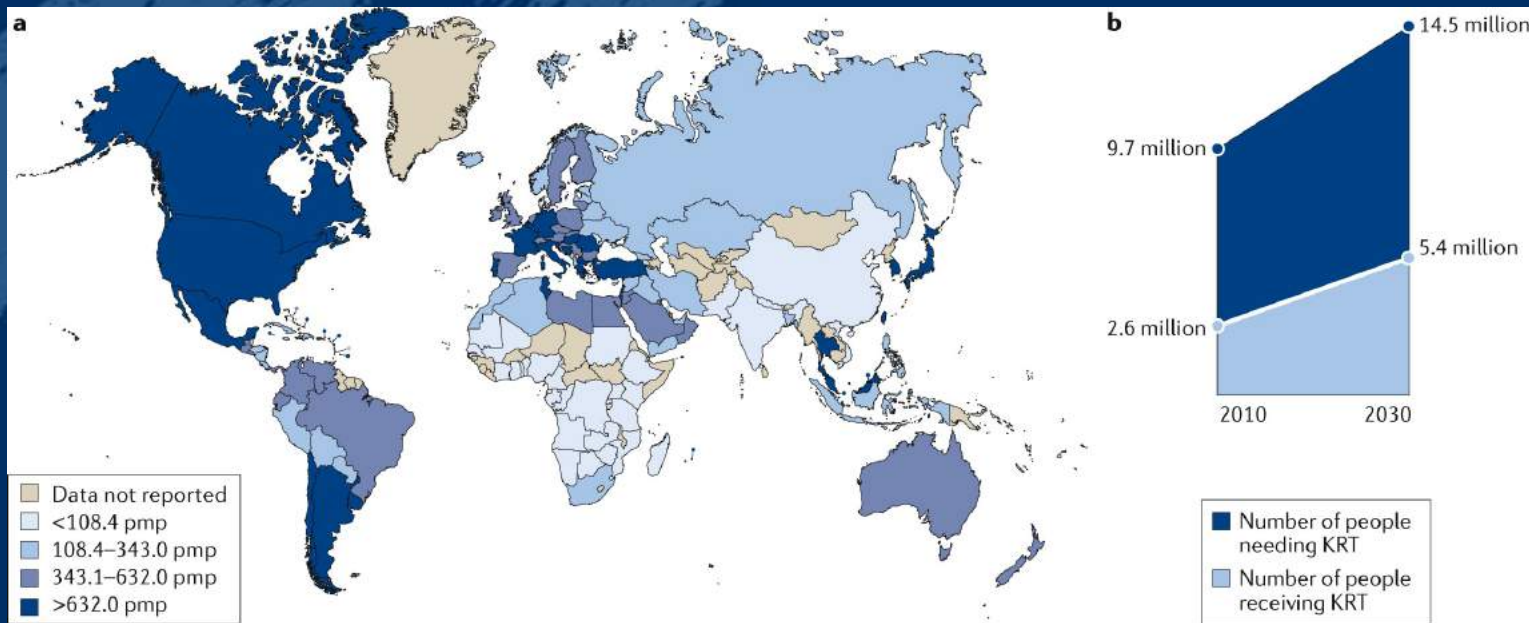 a
Data not reported
<108.4 pmp
108.4–343.0 pmp
343.1–632.0 pmp
>632.0 pmp
b
14.5 million
9.7 million
5.4 million
2.6 million
2010
2030
Number of people
needing KRT
Number of people
receiving KRT